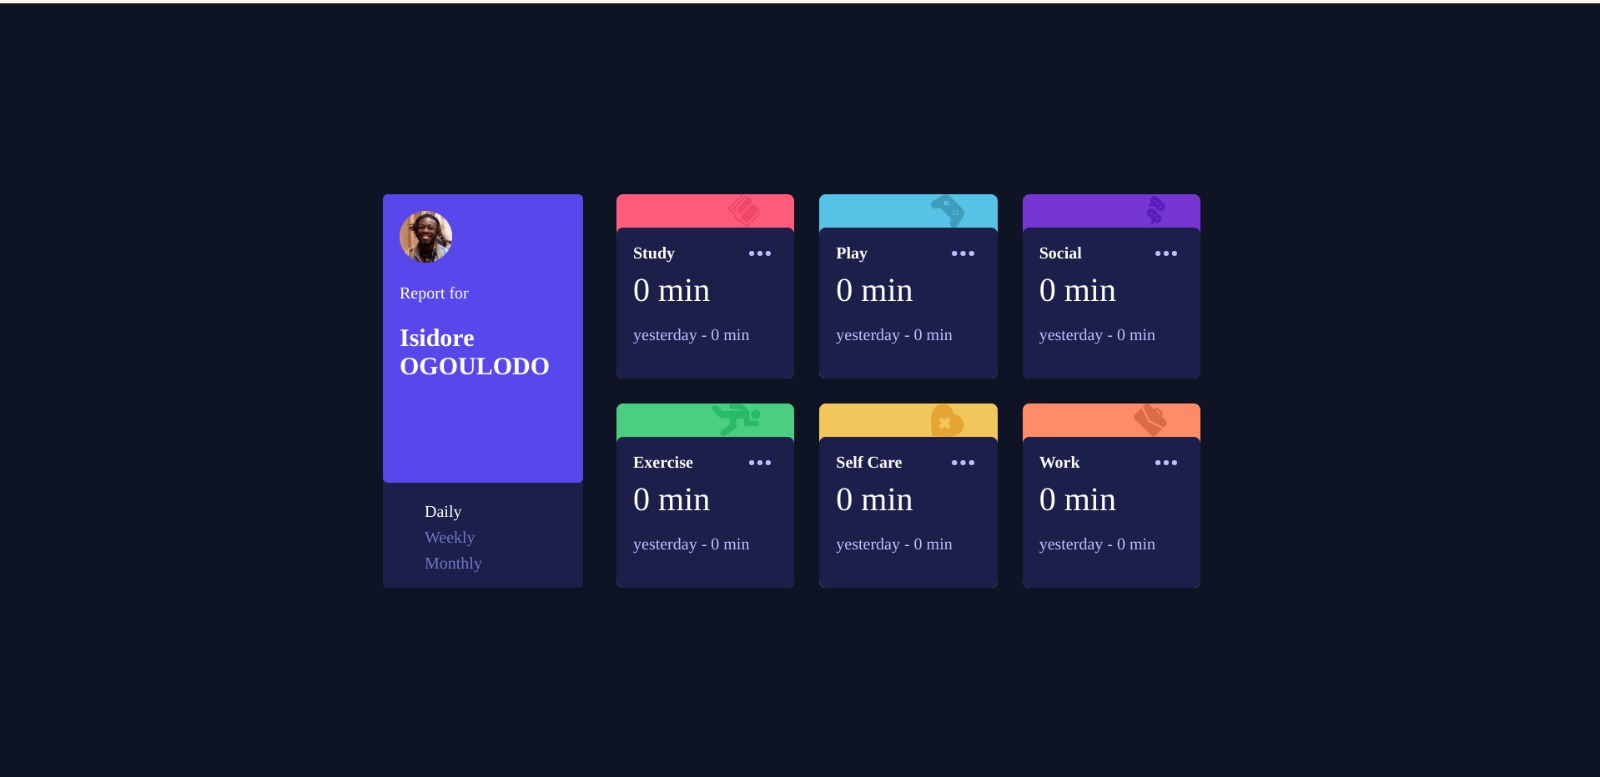 Report for
Isidore
OGOULODO
Daily
Weekly
Monthly
Study
0 min
yesterday - 0 min
Play
0 min
yesterday - 0 min
Social
0 min
yesterday - 0 min
Exercise
0 min
yesterday - 0 min
Self Care
0 min
yesterday - 0 min
Work
0 min
yesterday - 0 min